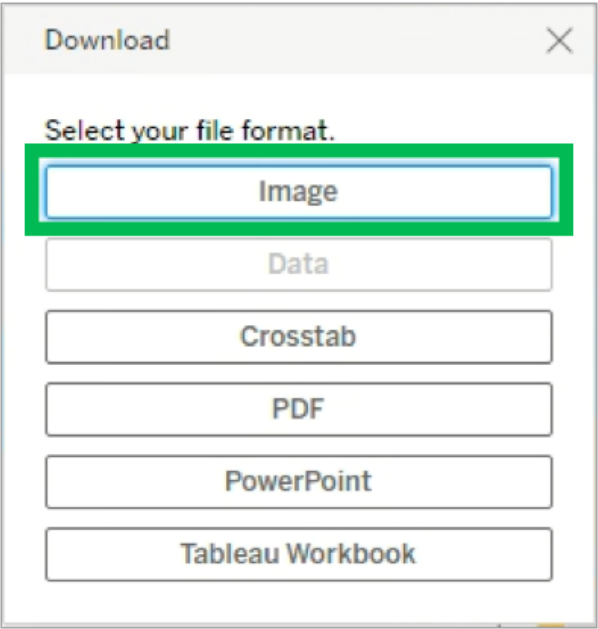 Download
Select your file format.
Image
Data
Crosstab
PDF
PowerPoint
Tableau Workbook